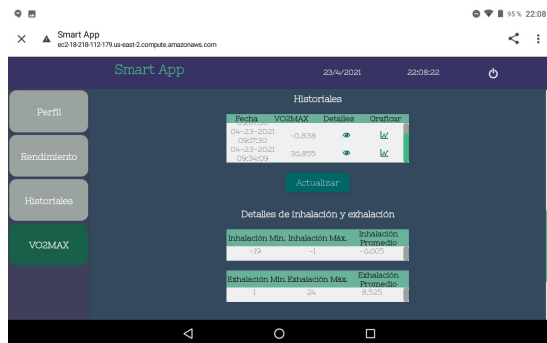 95 % 22:08
Smart App
ec2-18-218-112-179.us-east-2.compute.amazonaws.com
Smart App 23/4/2021 22:08:22
Perfil
Rendimiento
Historiales
VO2MAX
Historiales
Fecha VO2MAX Detalles Graficar
04-23-2021
09:17:30 -0,838
04-23-2021
09:34:09 36,855
Actualizar
Detalles de inhalación y exhalación
Inhalación Mín. Inhalación Máx. Inhalación Promedio
-19 -1 -6.605
Exhalación Mín. Exhalación Máx. Exhalación Promedio
1 24 8.525